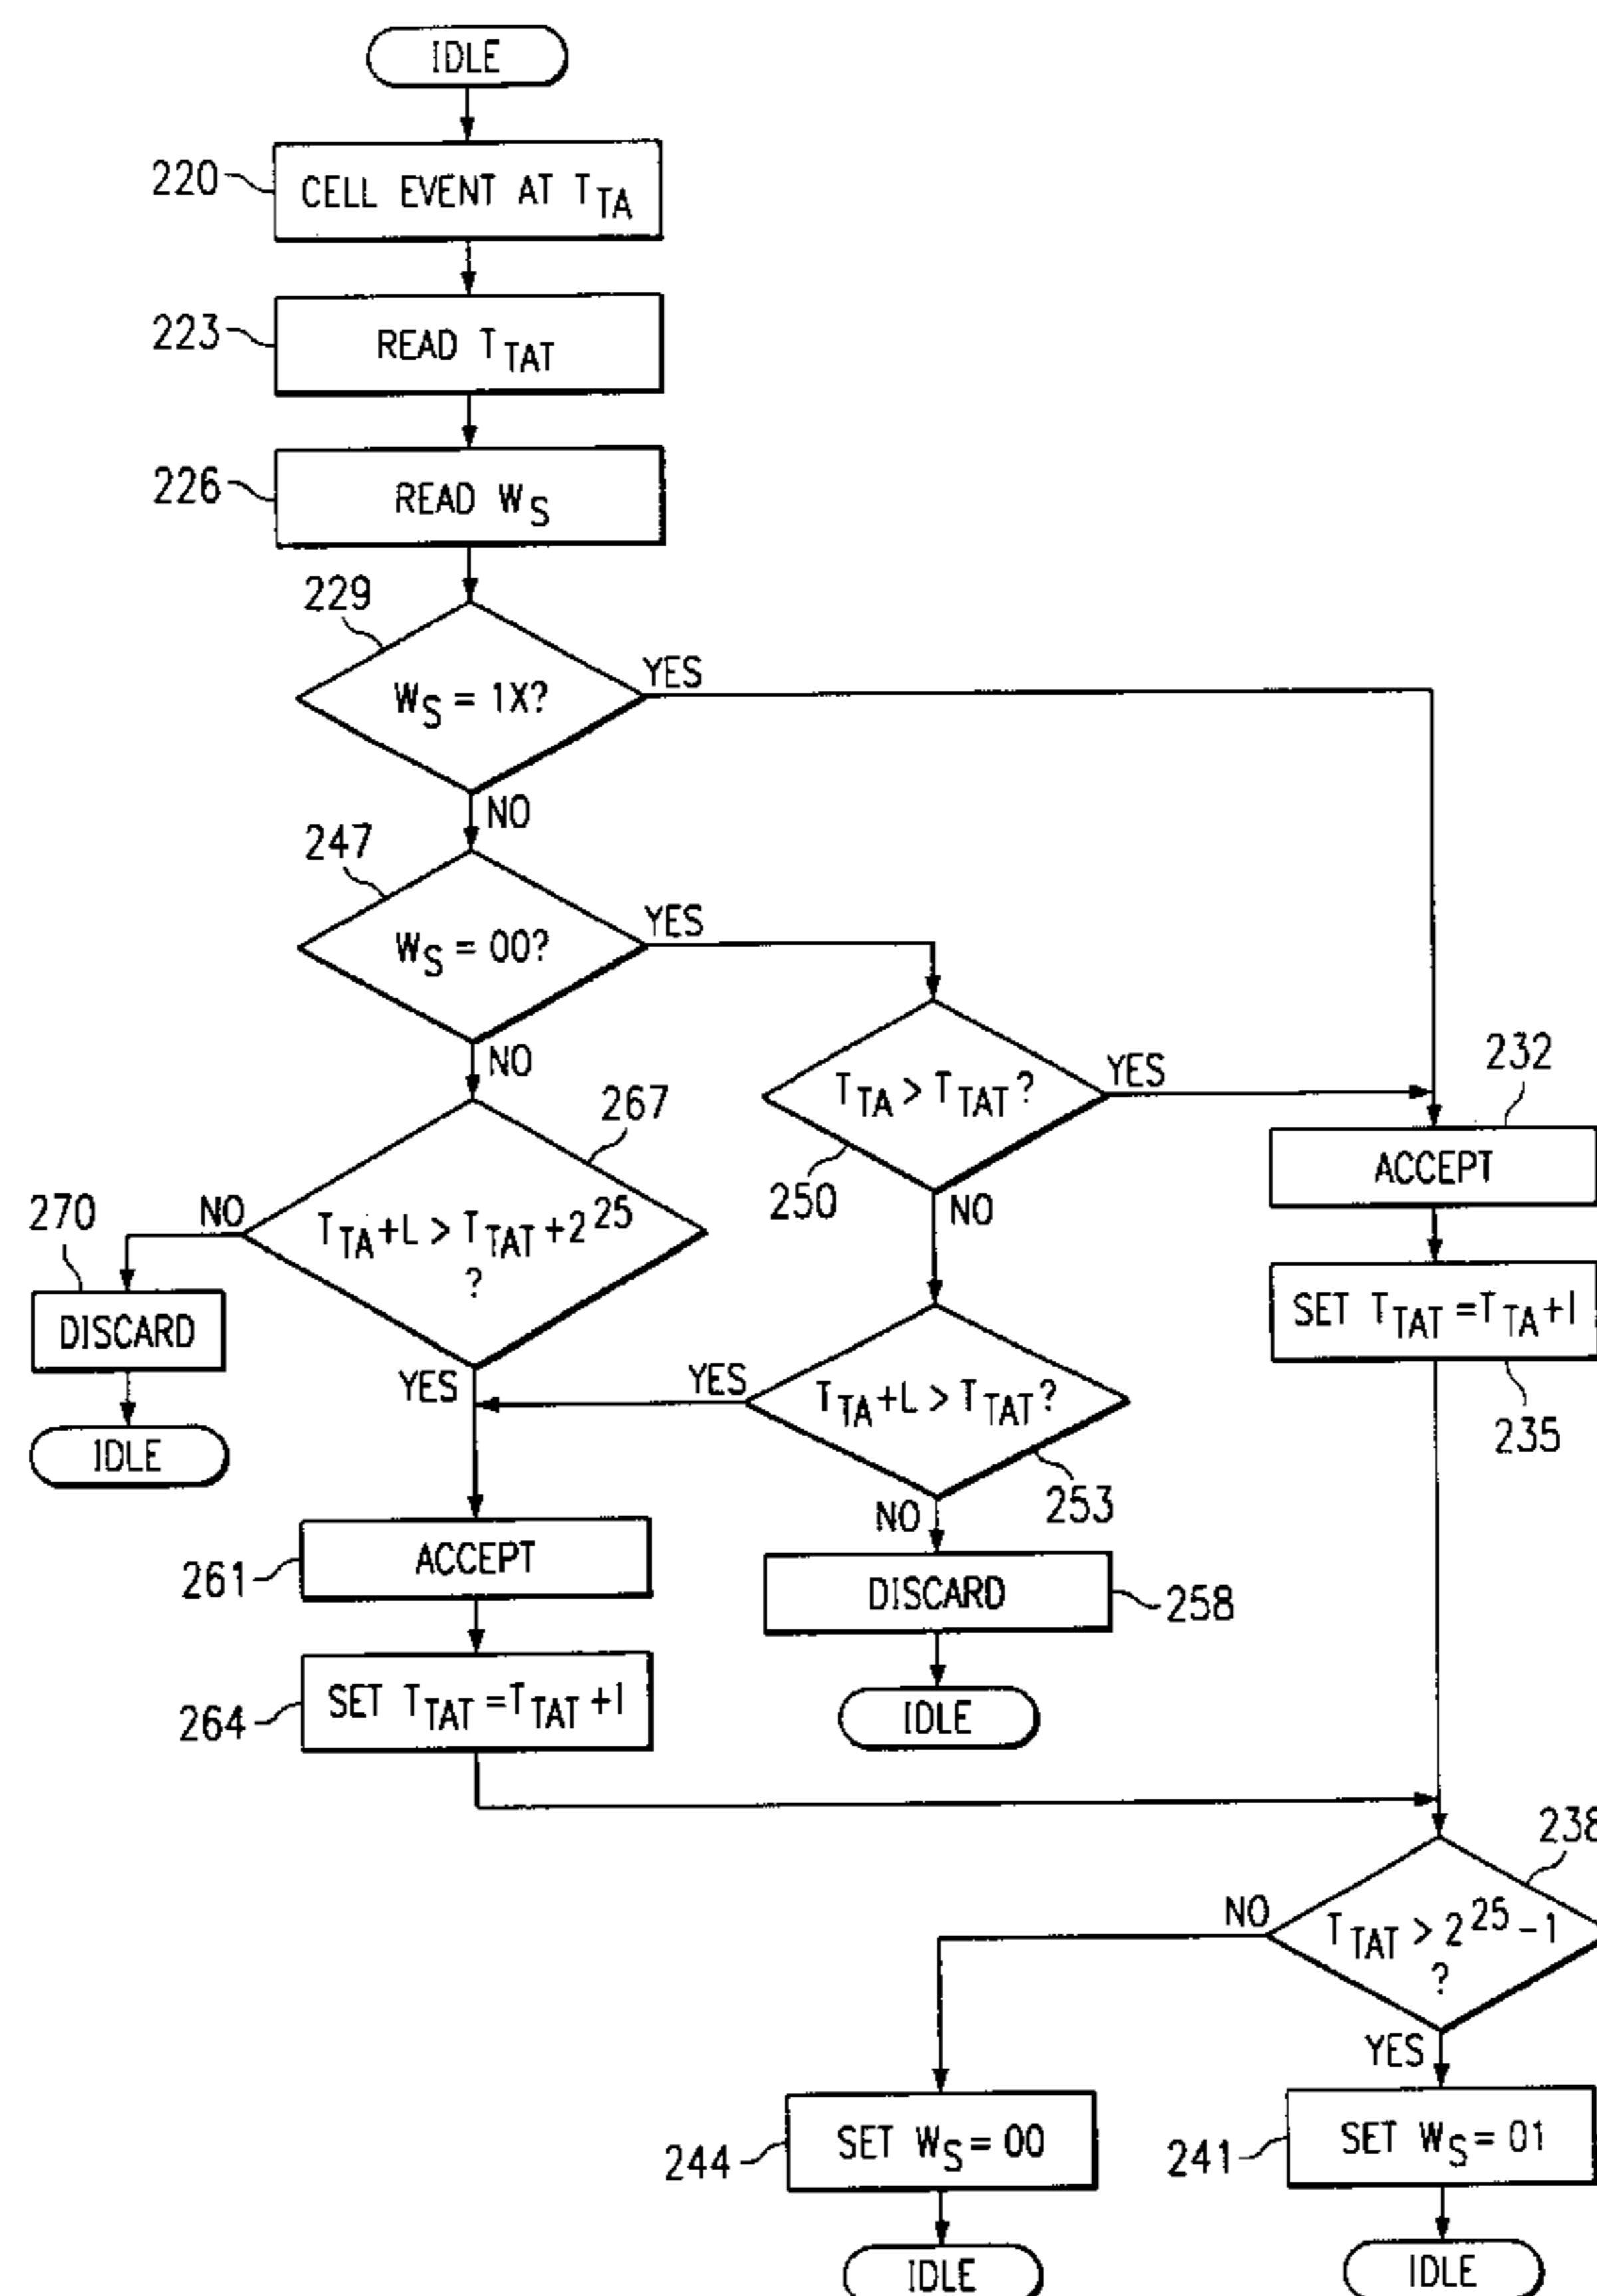 IDLE
220
CELL EVENT AT T_TA
223
READ T_TAT
226
READ W_S
229
W_S = 1X?
YES
NO
247
W_S = 00?
YES
NO
267
T_TA+L > T_TAT+2^25
?
NO
YES
270
DISCARD
IDLE
T_TA > T_TAT?
250
YES
NO
T_TA+L > T_TAT?
253
YES
NO
DISCARD
258
IDLE
232
ACCEPT
SET T_TAT=T_TA+I
235
261
ACCEPT
264
SET T_TAT=T_TAT+I
238
T_TAT > 2^25-1
?
NO
YES
244
SET W_S=00
IDLE
241
SET W_S=01
IDLE